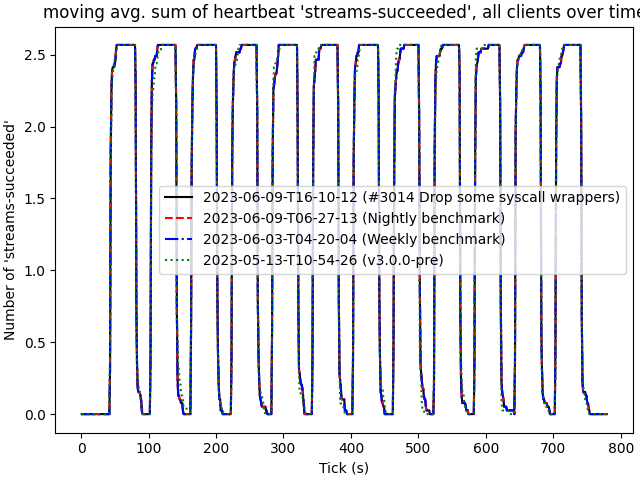 moving avg. sum of heartbeat 'streams-succeeded', all clients over time
Number of 'streams-succeeded'
2.5
2.0
1.5
1.0
0.5
0.0
2023-06-09-T16-10-12 (#3014 Drop some syscall wrappers)
2023-06-09-T06-27-13 (Nightly benchmark)
2023-06-03-T04-20-04 (Weekly benchmark)
2023-05-13-T10-54-26 (v3.0.0-pre)
0 100 200 300 400 500 600 700 800
Tick (s)